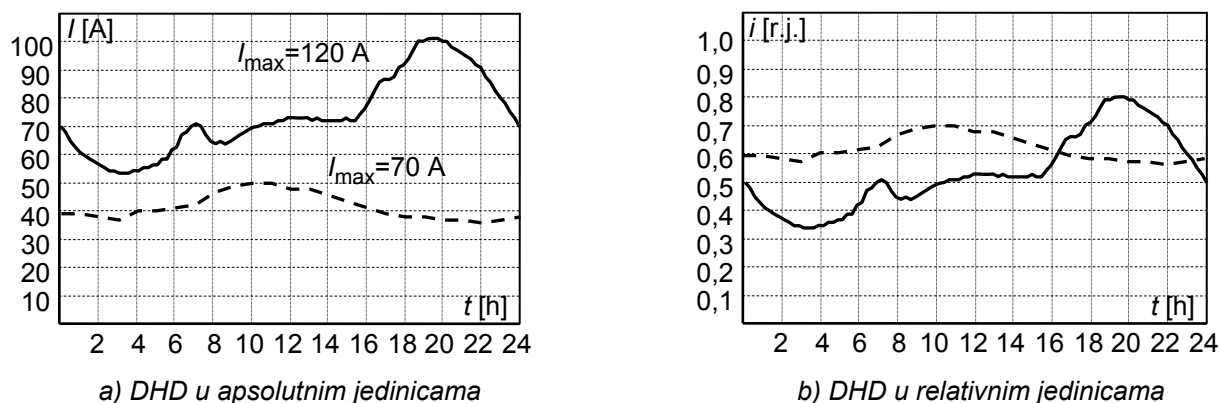 I [A]
100
90
80
70
60
50
40
30
20
10
I max=120 A
I max=70 A
t [h]
2 4 6 8 10 12 14 16 18 20 22 24
a) DHD u apsolutnim jedinicama
i [r.j.]
1,0
0,9
0,8
0,7
0,6
0,5
0,4
0,3
0,2
0,1
t [h]
2 4 6 8 10 12 14 16 18 20 22 24
b) DHD u relativnim jedinicama